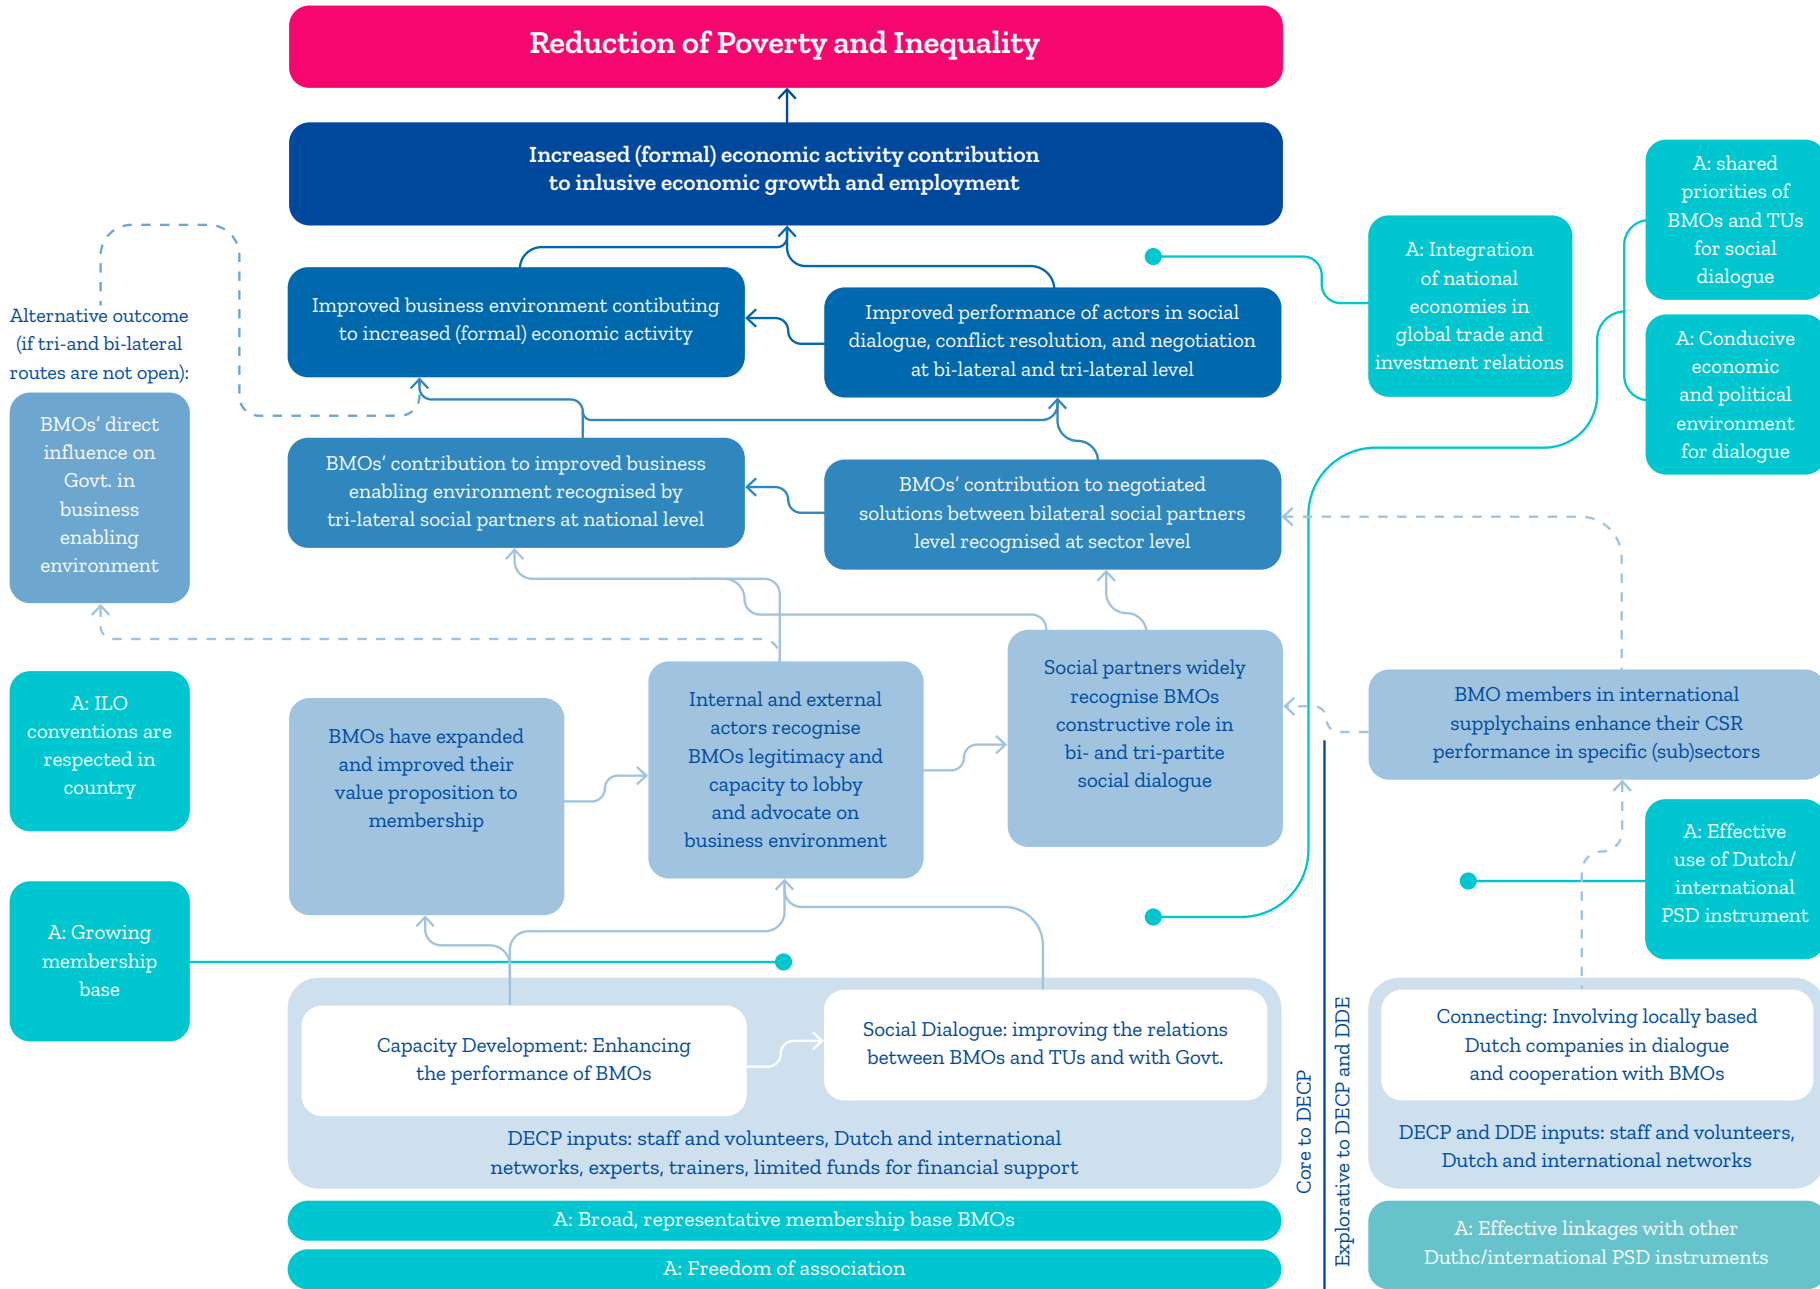 Reduction of Poverty and Inequality
Increased (formal) economic activity contribution
to inlusive economic growth and employment
A: shared
priorities of
BMOs and TUs
for social
dialogue
A: Integration
of national
economies in
global trade and
investment relations
A: Conducive
economic
and political
environment
for dialogue
Alternative outcome
(if tri-and bi-lateral
routes are not open):
Improved business environment contibuting
to increased (formal) economic activity
Improved performance of actors in social
dialogue, conflict resolution, and negotiation
at bi-lateral and tri-lateral level
BMOs' direct
influence on
Govt. in
business
enabling
environment
BMOs' contribution to improved business
enabling environment recognised by
tri-lateral social partners at national level
BMOs' contribution to negotiated
solutions between bilateral social partners
level recognised at sector level
A: ILO
conventions are
respected in
country
BMOs have expanded
and improved their
value proposition to
membership
Internal and external
actors recognise
BMOs legitimacy and
capacity to lobby
and advocate on
business environment
Social partners widely
recognise BMOs
constructive role in
bi- and tri-partite
social dialogue
BMO members in international
supplychains enhance their CSR
performance in specific (sub)sectors
A: Effective
use of Dutch/
international
PSD instrument
A: Growing
membership
base
Capacity Development: Enhancing
the performance of BMOs
Social Dialogue: improving the relations
between BMOs and TUs and with Govt.
DECP inputs: staff and volunteers, Dutch and international
networks, experts, trainers, limited funds for financial support
Core to DECP
Explorative to DECP and DDE
Connecting: Involving locally based
Dutch companies in dialogue
and cooperation with BMOs
DECP and DDE inputs: staff and volunteers,
Dutch and international networks
A: Broad, representative membership base BMOs
A: Freedom of association
A: Effective linkages with other
Duthc/international PSD instruments